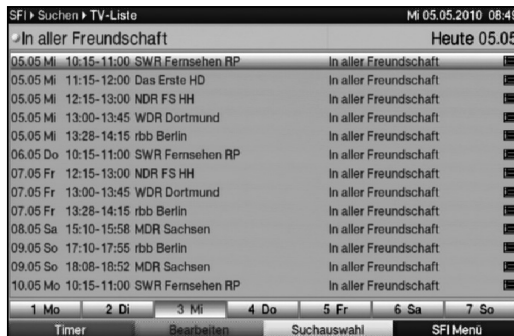 SFI ▸ Suchen ▸ TV-Liste Mi 05.05.2010 08:49
In aller Freundschaft Heute 05.05
05.05 Mi 10:15-11:00 SWR Fernsehen RP In aller Freundschaft
05.05 Mi 11:15-12:00 Das Erste HD In aller Freundschaft
05.05 Mi 12:15-13:00 NDR FS HH In aller Freundschaft
05.05 Mi 13:00-13:45 WDR Dortmund In aller Freundschaft
05.05 Mi 13:28-14:15 rbb Berlin In aller Freundschaft
06.05 Do 10:15-11:00 SWR Fernsehen RP In aller Freundschaft
07.05 Fr 12:15-13:00 NDR FS HH In aller Freundschaft
07.05 Fr 13:00-13:45 WDR Dortmund In aller Freundschaft
07.05 Fr 13:28-14:15 rbb Berlin In aller Freundschaft
08.05 Sa 15:10-15:58 MDR Sachsen In aller Freundschaft
09.05 So 17:10-17:55 rbb Berlin In aller Freundschaft
09.05 So 18:08-18:52 MDR Sachsen In aller Freundschaft
10.05 Mo 10:15-11:00 SWR Fernsehen RP In aller Freundschaft
1 Mo 2 Di 3 Mi 4 Do 5 Fr 6 Sa 7 So
Timer Bearbeiten Suchauswahl SFI Menü